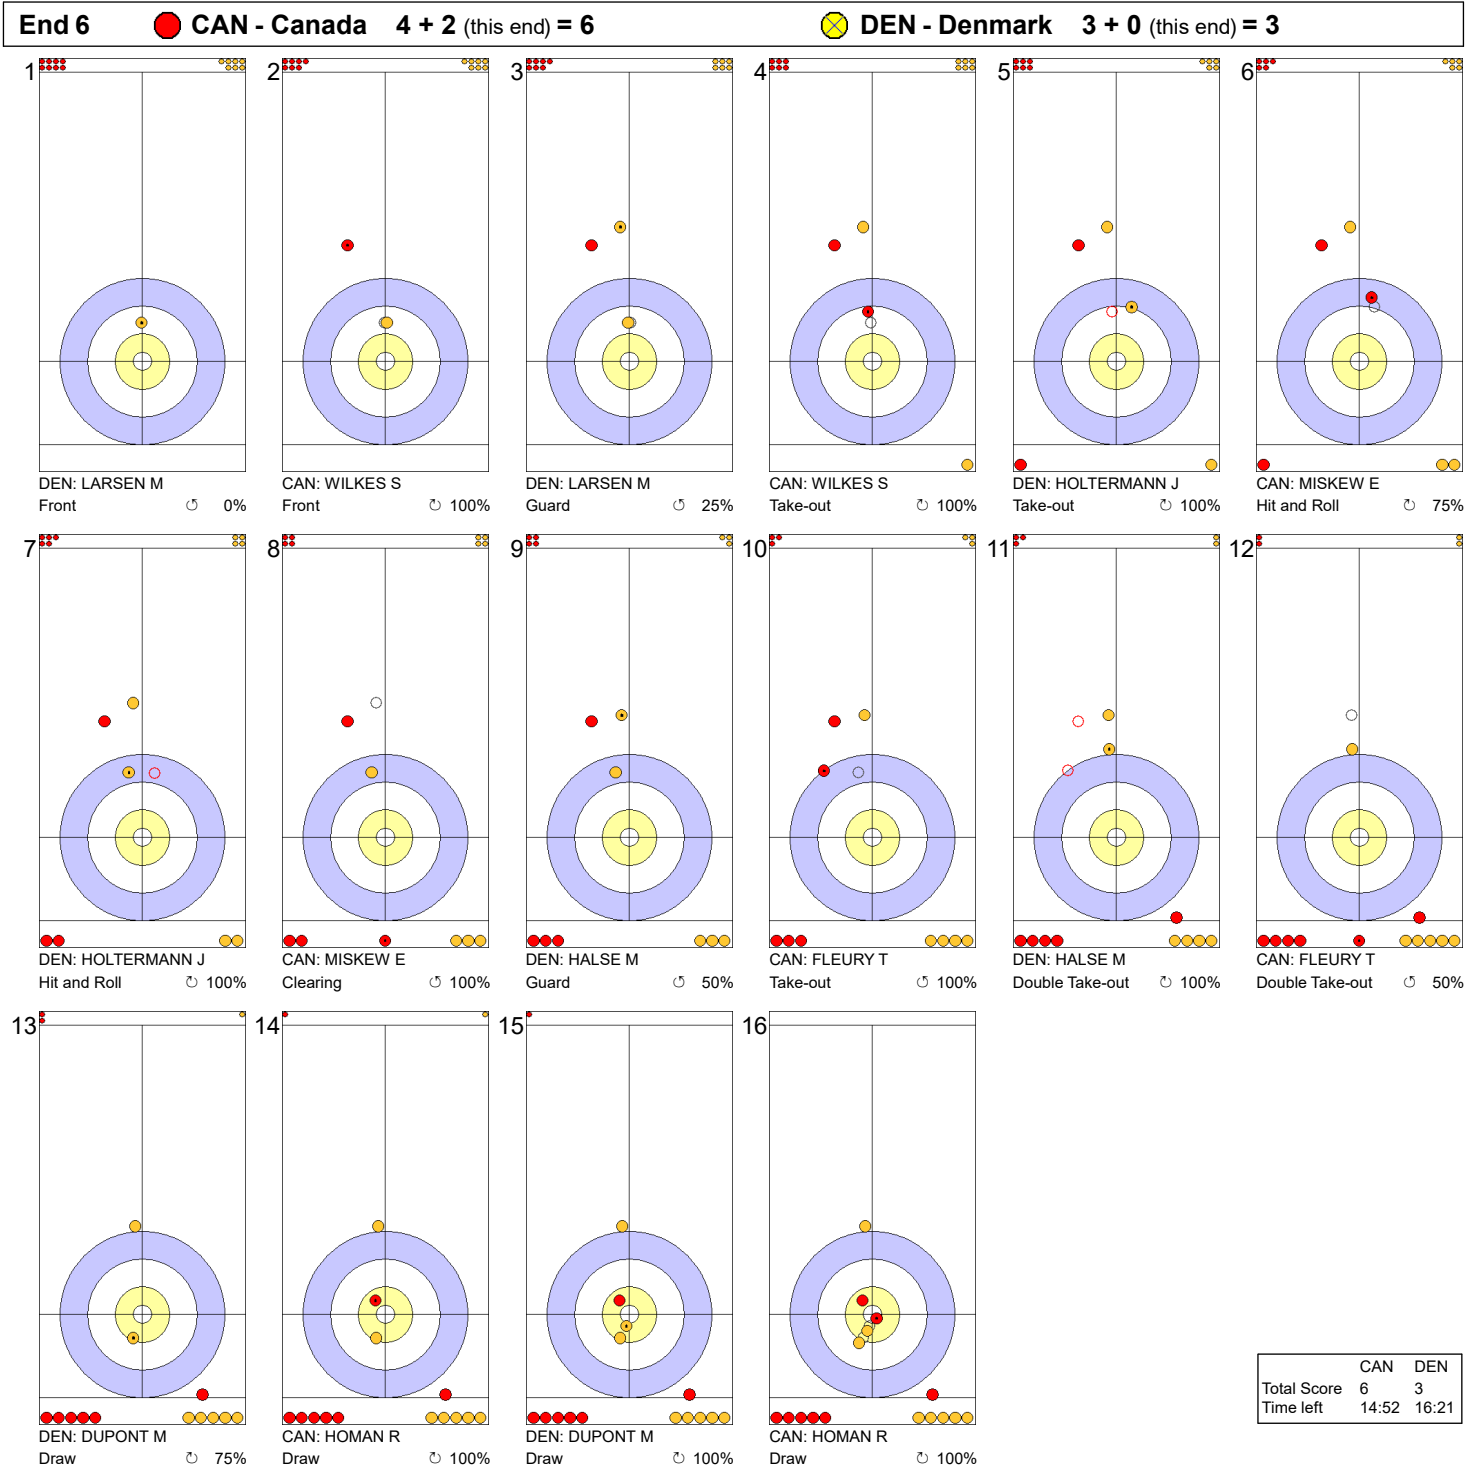 End 6 CAN - Canada 4 + 2 (this end) = 6 DEN - Denmark 3 + 0 (this end) = 3
1 2 3 4 5 6
DEN: LARSEN M CAN: WILKES S DEN: LARSEN M CAN: WILKES S DEN: HOLTERMANN J CAN: MISKEW E
Front 0% Front 100% Guard 25% Take-out 100% Take-out 100% Hit and Roll 75%
7 8 9 10 11 12
DEN: HOLTERMANN J CAN: MISKEW E DEN: HALSE M CAN: FLEURY T DEN: HALSE M CAN: FLEURY T
Hit and Roll 100% Clearing 100% Guard 50% Take-out 100% Double Take-out 100% Double Take-out 50%
13 14 15 16
DEN: DUPONT M CAN: HOMAN R DEN: DUPONT M CAN: HOMAN R
Draw 75% Draw 100% Draw 100% Draw 100%
CAN DEN
Total Score 6 3
Time left 14:52 16:21